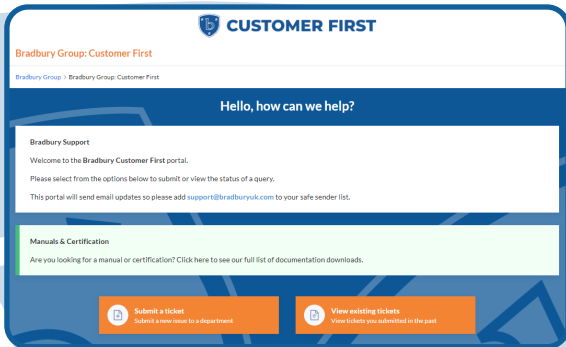 b CUSTOMER FIRST
Bradbury Group: Customer First
Bradbury Group > Bradbury Group: Customer First
Hello, how can we help?
Bradbury Support
Welcome to the Bradbury Customer First portal.
Please select from the options below to submit or view the status of a query.
This portal will send email updates so please add support@bradburyuk.com to your safe sender list.
Manuals & Certification
Are you looking for a manual or certification? Click here to see our full list of documentation downloads.
Submit a ticket
Submit a new issue to a department
View existing tickets
View tickets you submitted in the past